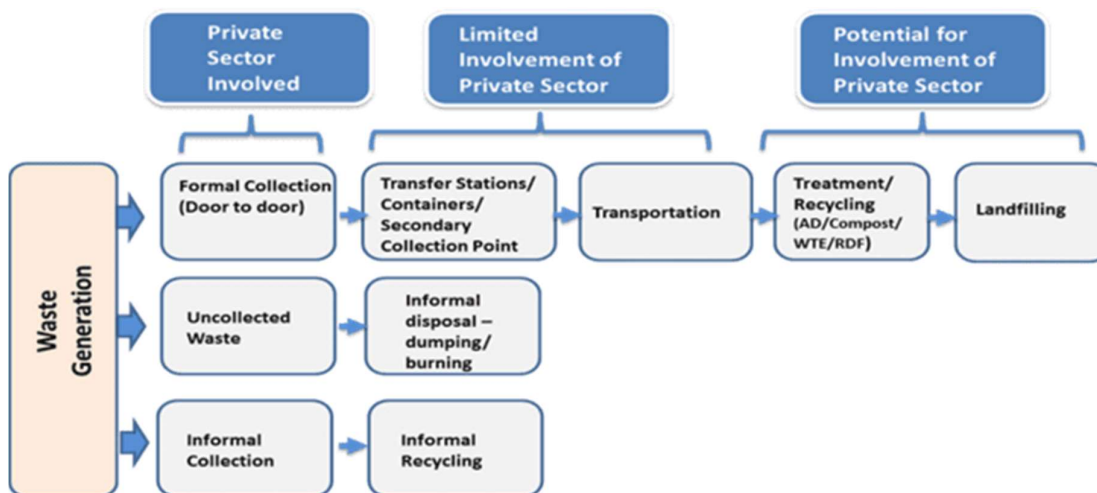 Private
Sector
Involved
Limited
Involvement of
Private Sector
Potential for
Involvement of
Private Sector
Waste
Generation
Formal Collection
(Door to door)
Transfer Stations/
Containers/
Secondary
Collection Point
Transportation
Treatment/
Recycling
(AD/Compost/
WTE/RDF)
Landfilling
Uncollected
Waste
Informal
disposal –
dumping/
burning
Informal
Collection
Informal
Recycling